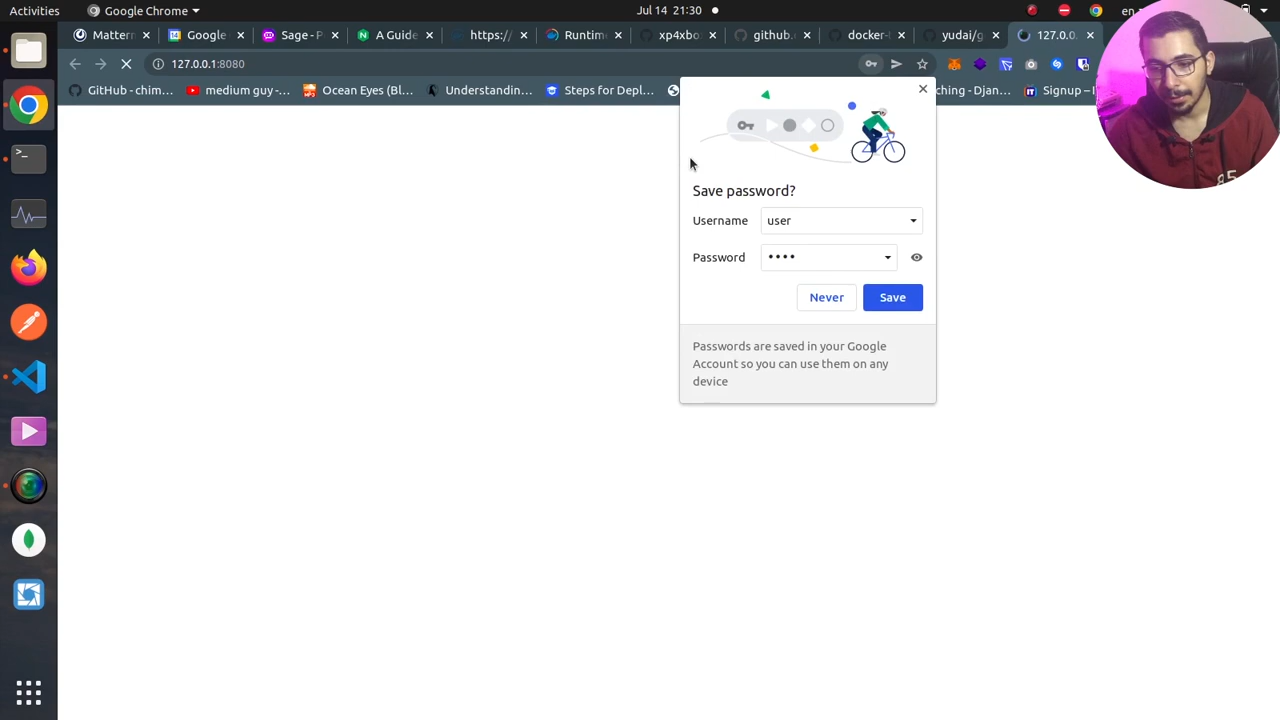 Activities
Google Chrome
Jul 14 21:30
en
Mattern
Google
Sage - P
A Guide
https://
Runtim
xp4xbo
github.
docker-l
yudai/g
127.0.0.
127.0.0.1:8080
GitHub - chim...
medium guy -...
Ocean Eyes (Bl...
Understandin...
Steps for Depl...
ching - Djan...
Signup – I
Save password?
Username
user
Password
••••
Never
Save
Passwords are saved in your Google
Account so you can use them on any
device